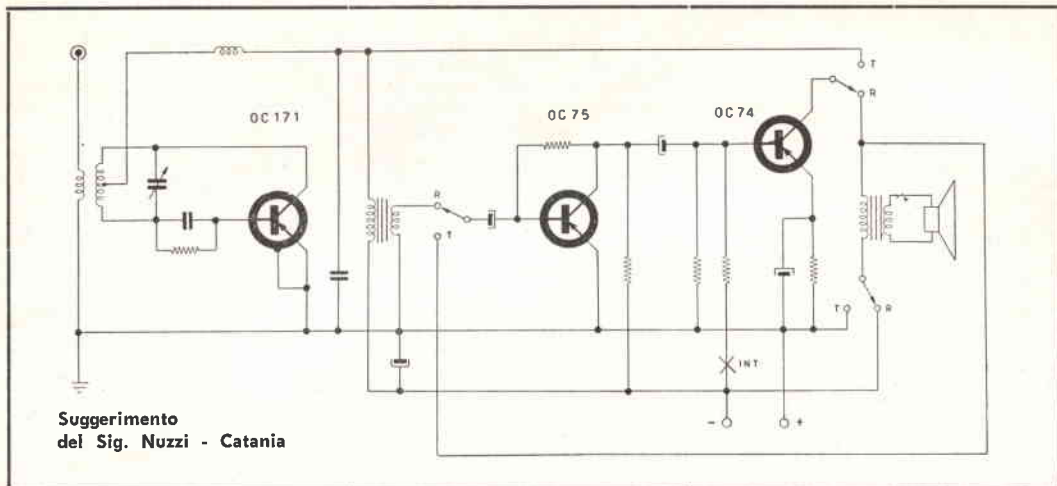 T
OC 171
OC 75
OC 74
R
R
T
T
R
INT
- +
Suggerimento
del Sig. Nuzzi - Catania